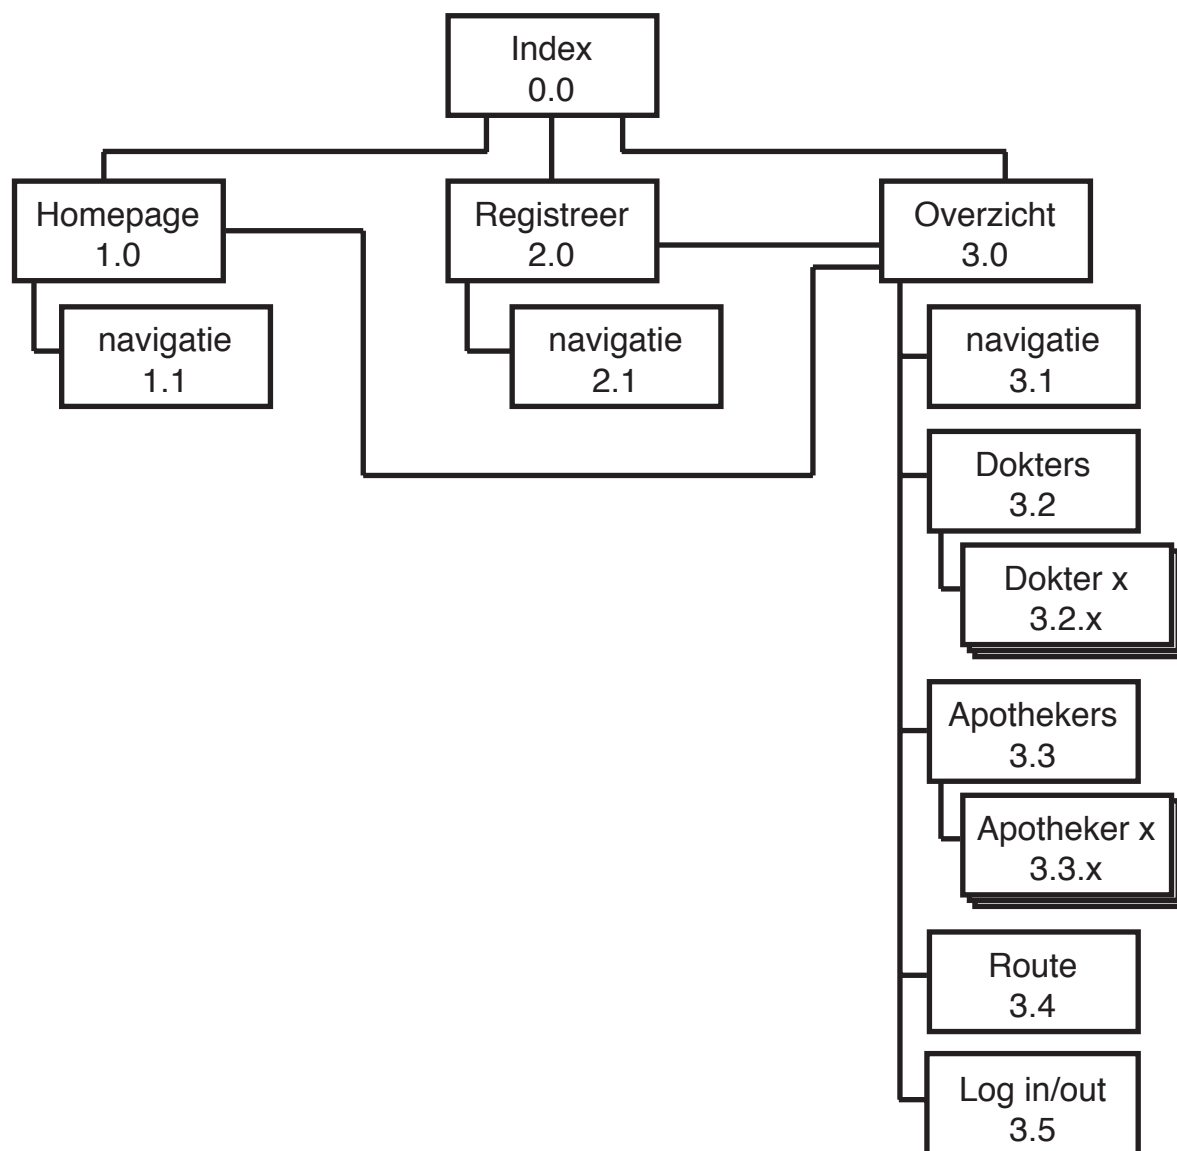 Index
0.0
Homepage
1.0
Registreer
2.0
Overzicht
3.0
navigatie
1.1
navigatie
2.1
navigatie
3.1
Dokters
3.2
Dokter x
3.2.x
Apothekers
3.3
Apotheker x
3.3.x
Route
3.4
Log in/out
3.5